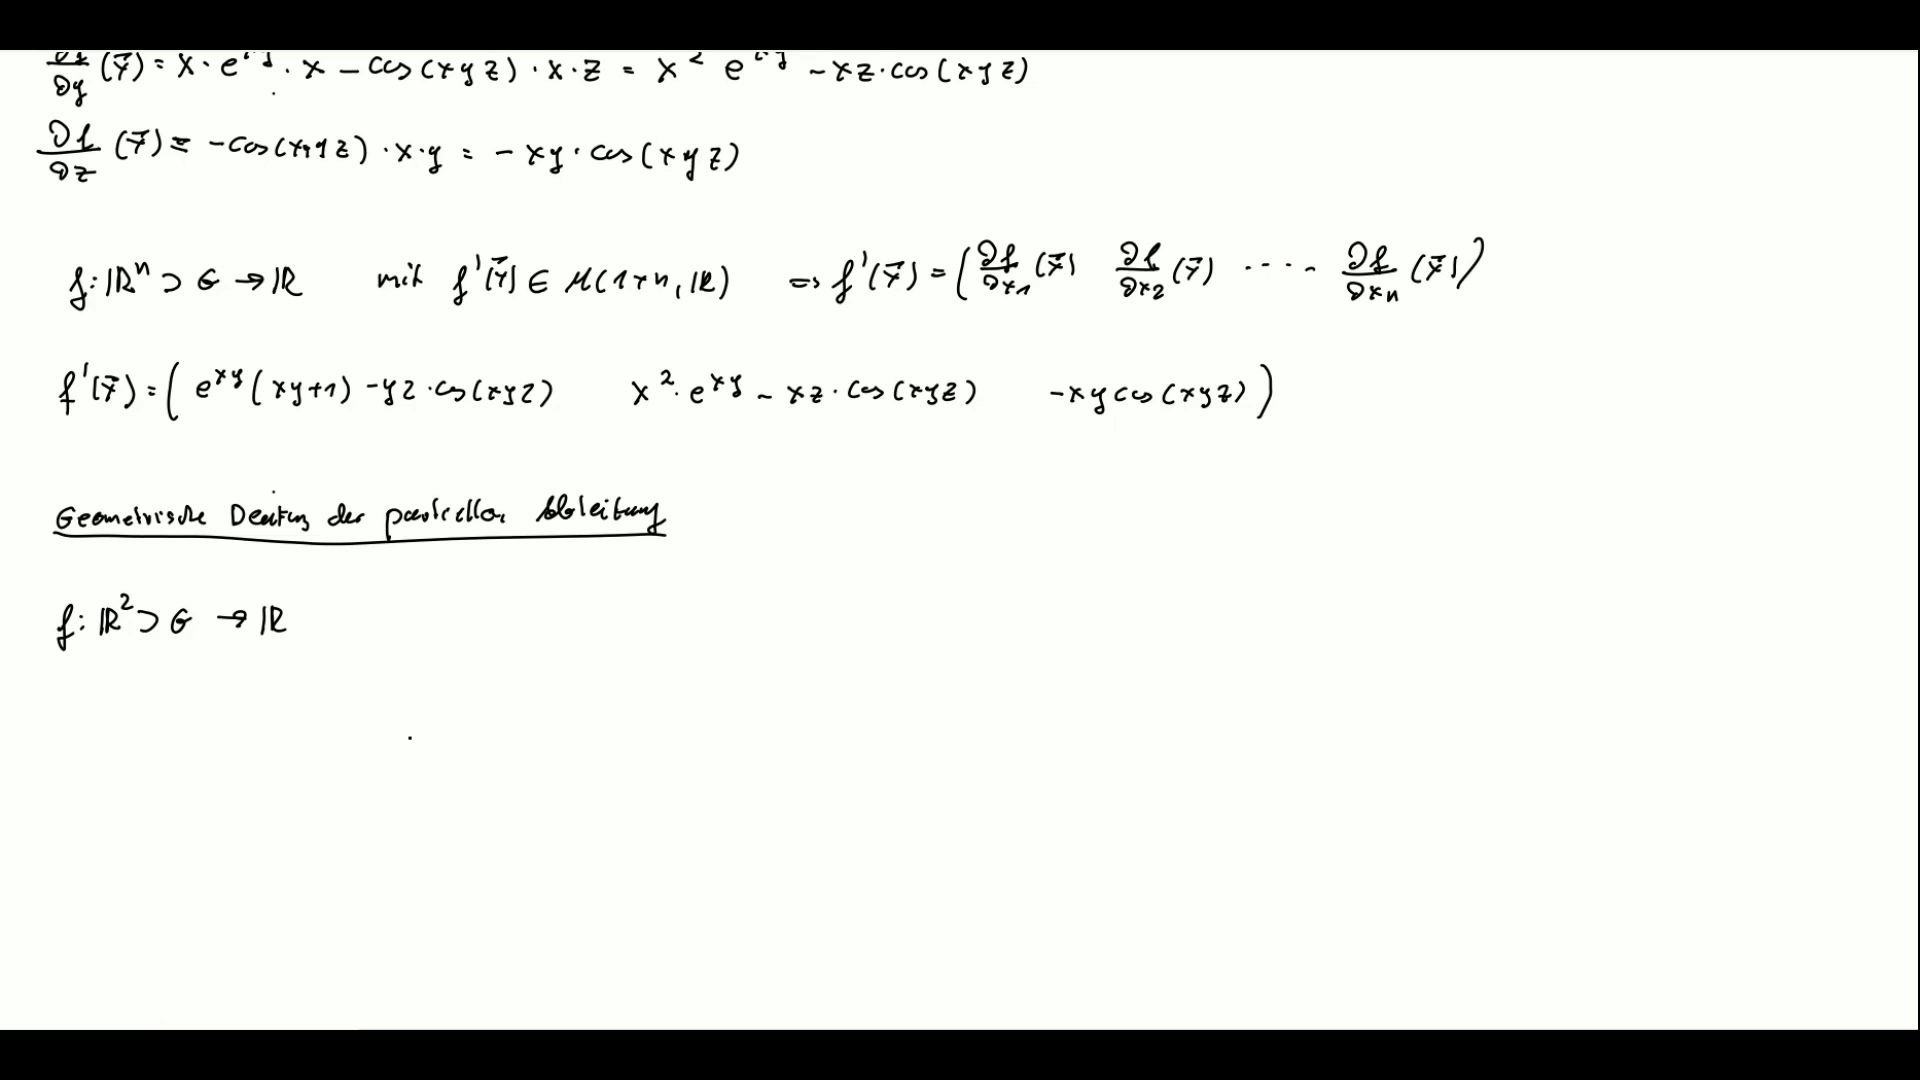 ∂f/∂y (x⃗) = x · e^{xy} · x - cos(xyz) · x · z = x² e^{xy} - xz · cos(xyz)
∂f/∂z (x⃗) = -cos(xyz) · x · y = -xy · cos(xyz)
f: ℝⁿ ⊃ G → ℝ mit f'(x⃗) ∈ M(1×n, ℝ) ⇒ f'(x⃗) = (∂f/∂x₁ (x⃗) ∂f/∂x₂ (x⃗) ····· ∂f/∂xₙ (x⃗))
f'(x⃗) = ( e^{xy}(xy+1) - yz · cos(xyz) x² · e^{xy} - xz · cos(xyz) -xy cos(xyz) )
Geometrische Deutung der partiellen Ableitung
f: ℝ² ⊃ G → ℝ